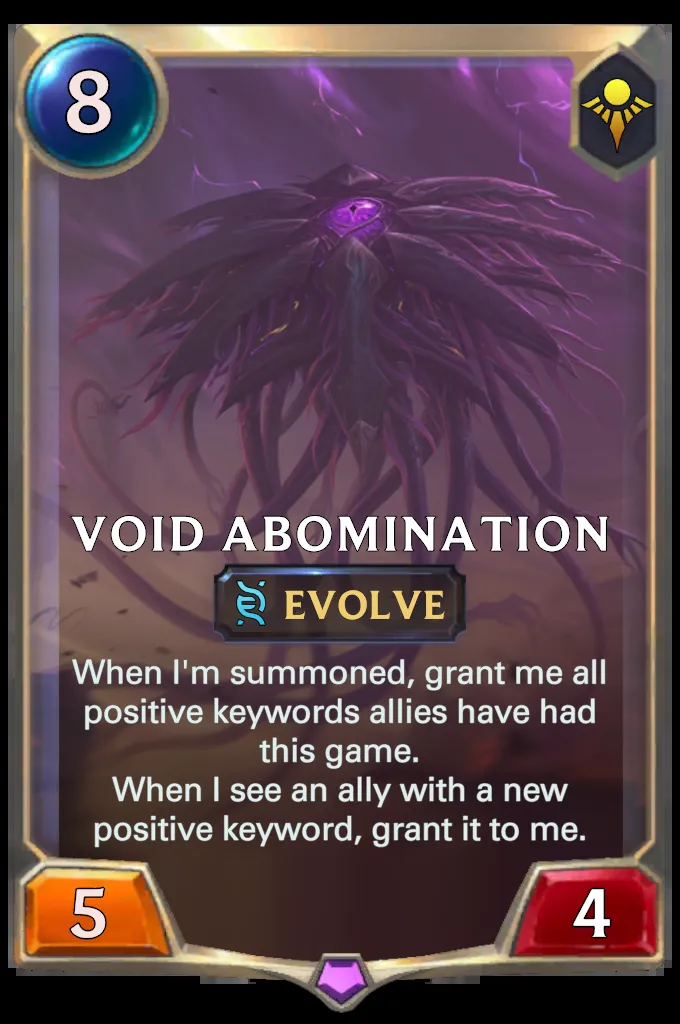 8
VOID ABOMINATION
EVOLVE
When I'm summoned, grant me all
positive keywords allies have had
this game.
When I see an ally with a new
positive keyword, grant it to me.
5
4